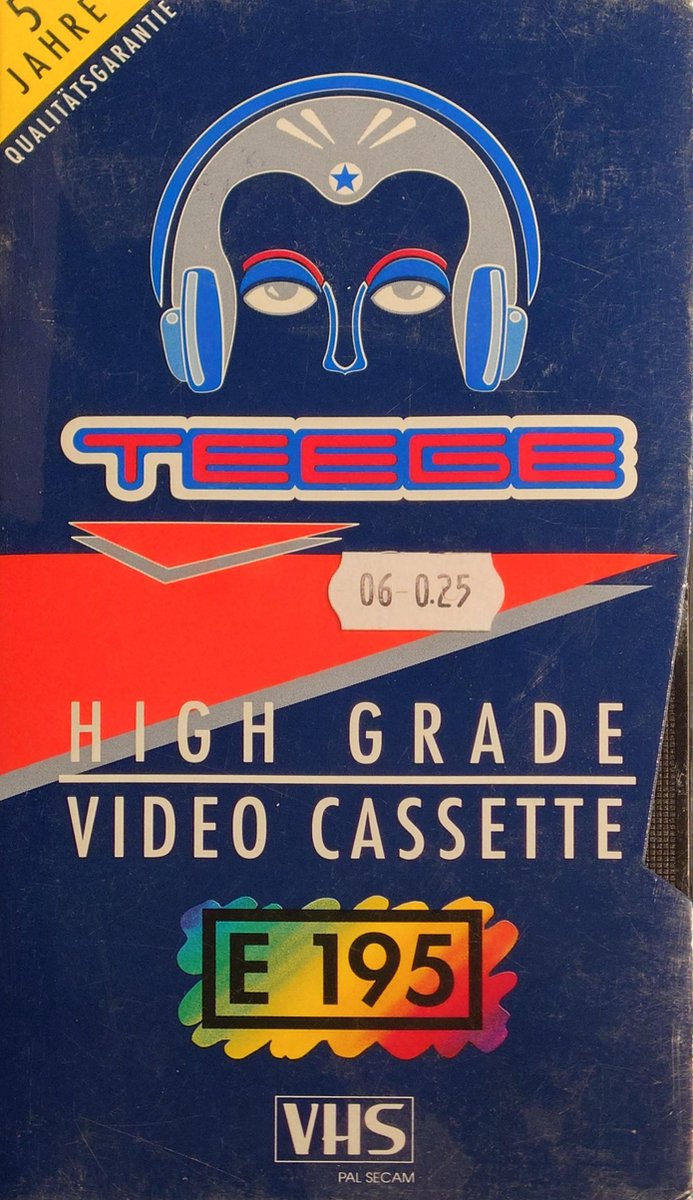 5
JAHRE
QUALITÄTSGARANTIE
TEEGE
06-0.25
HIGH GRADE
VIDEO CASSETTE
E 195
VHS
PAL SECAM